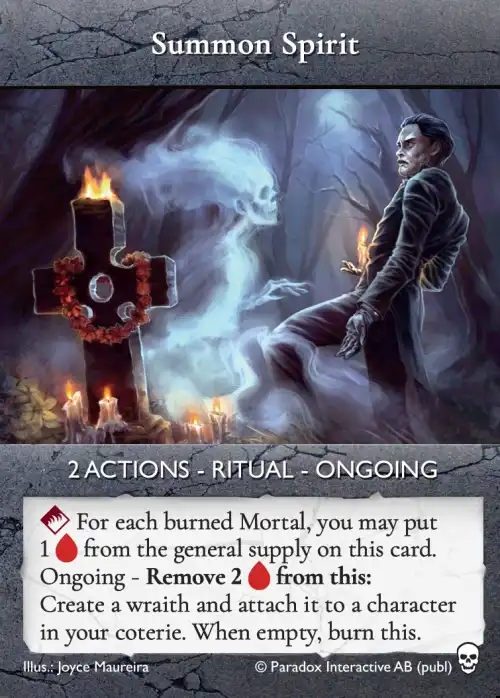 Summon Spirit
2 ACTIONS - RITUAL - ONGOING
For each burned Mortal, you may put
1 from the general supply on this card.
Ongoing - Remove 2 from this:
Create a wraith and attach it to a character
in your coterie. When empty, burn this.
Illus.: Joyce Maureira
© Paradox Interactive AB (publ)